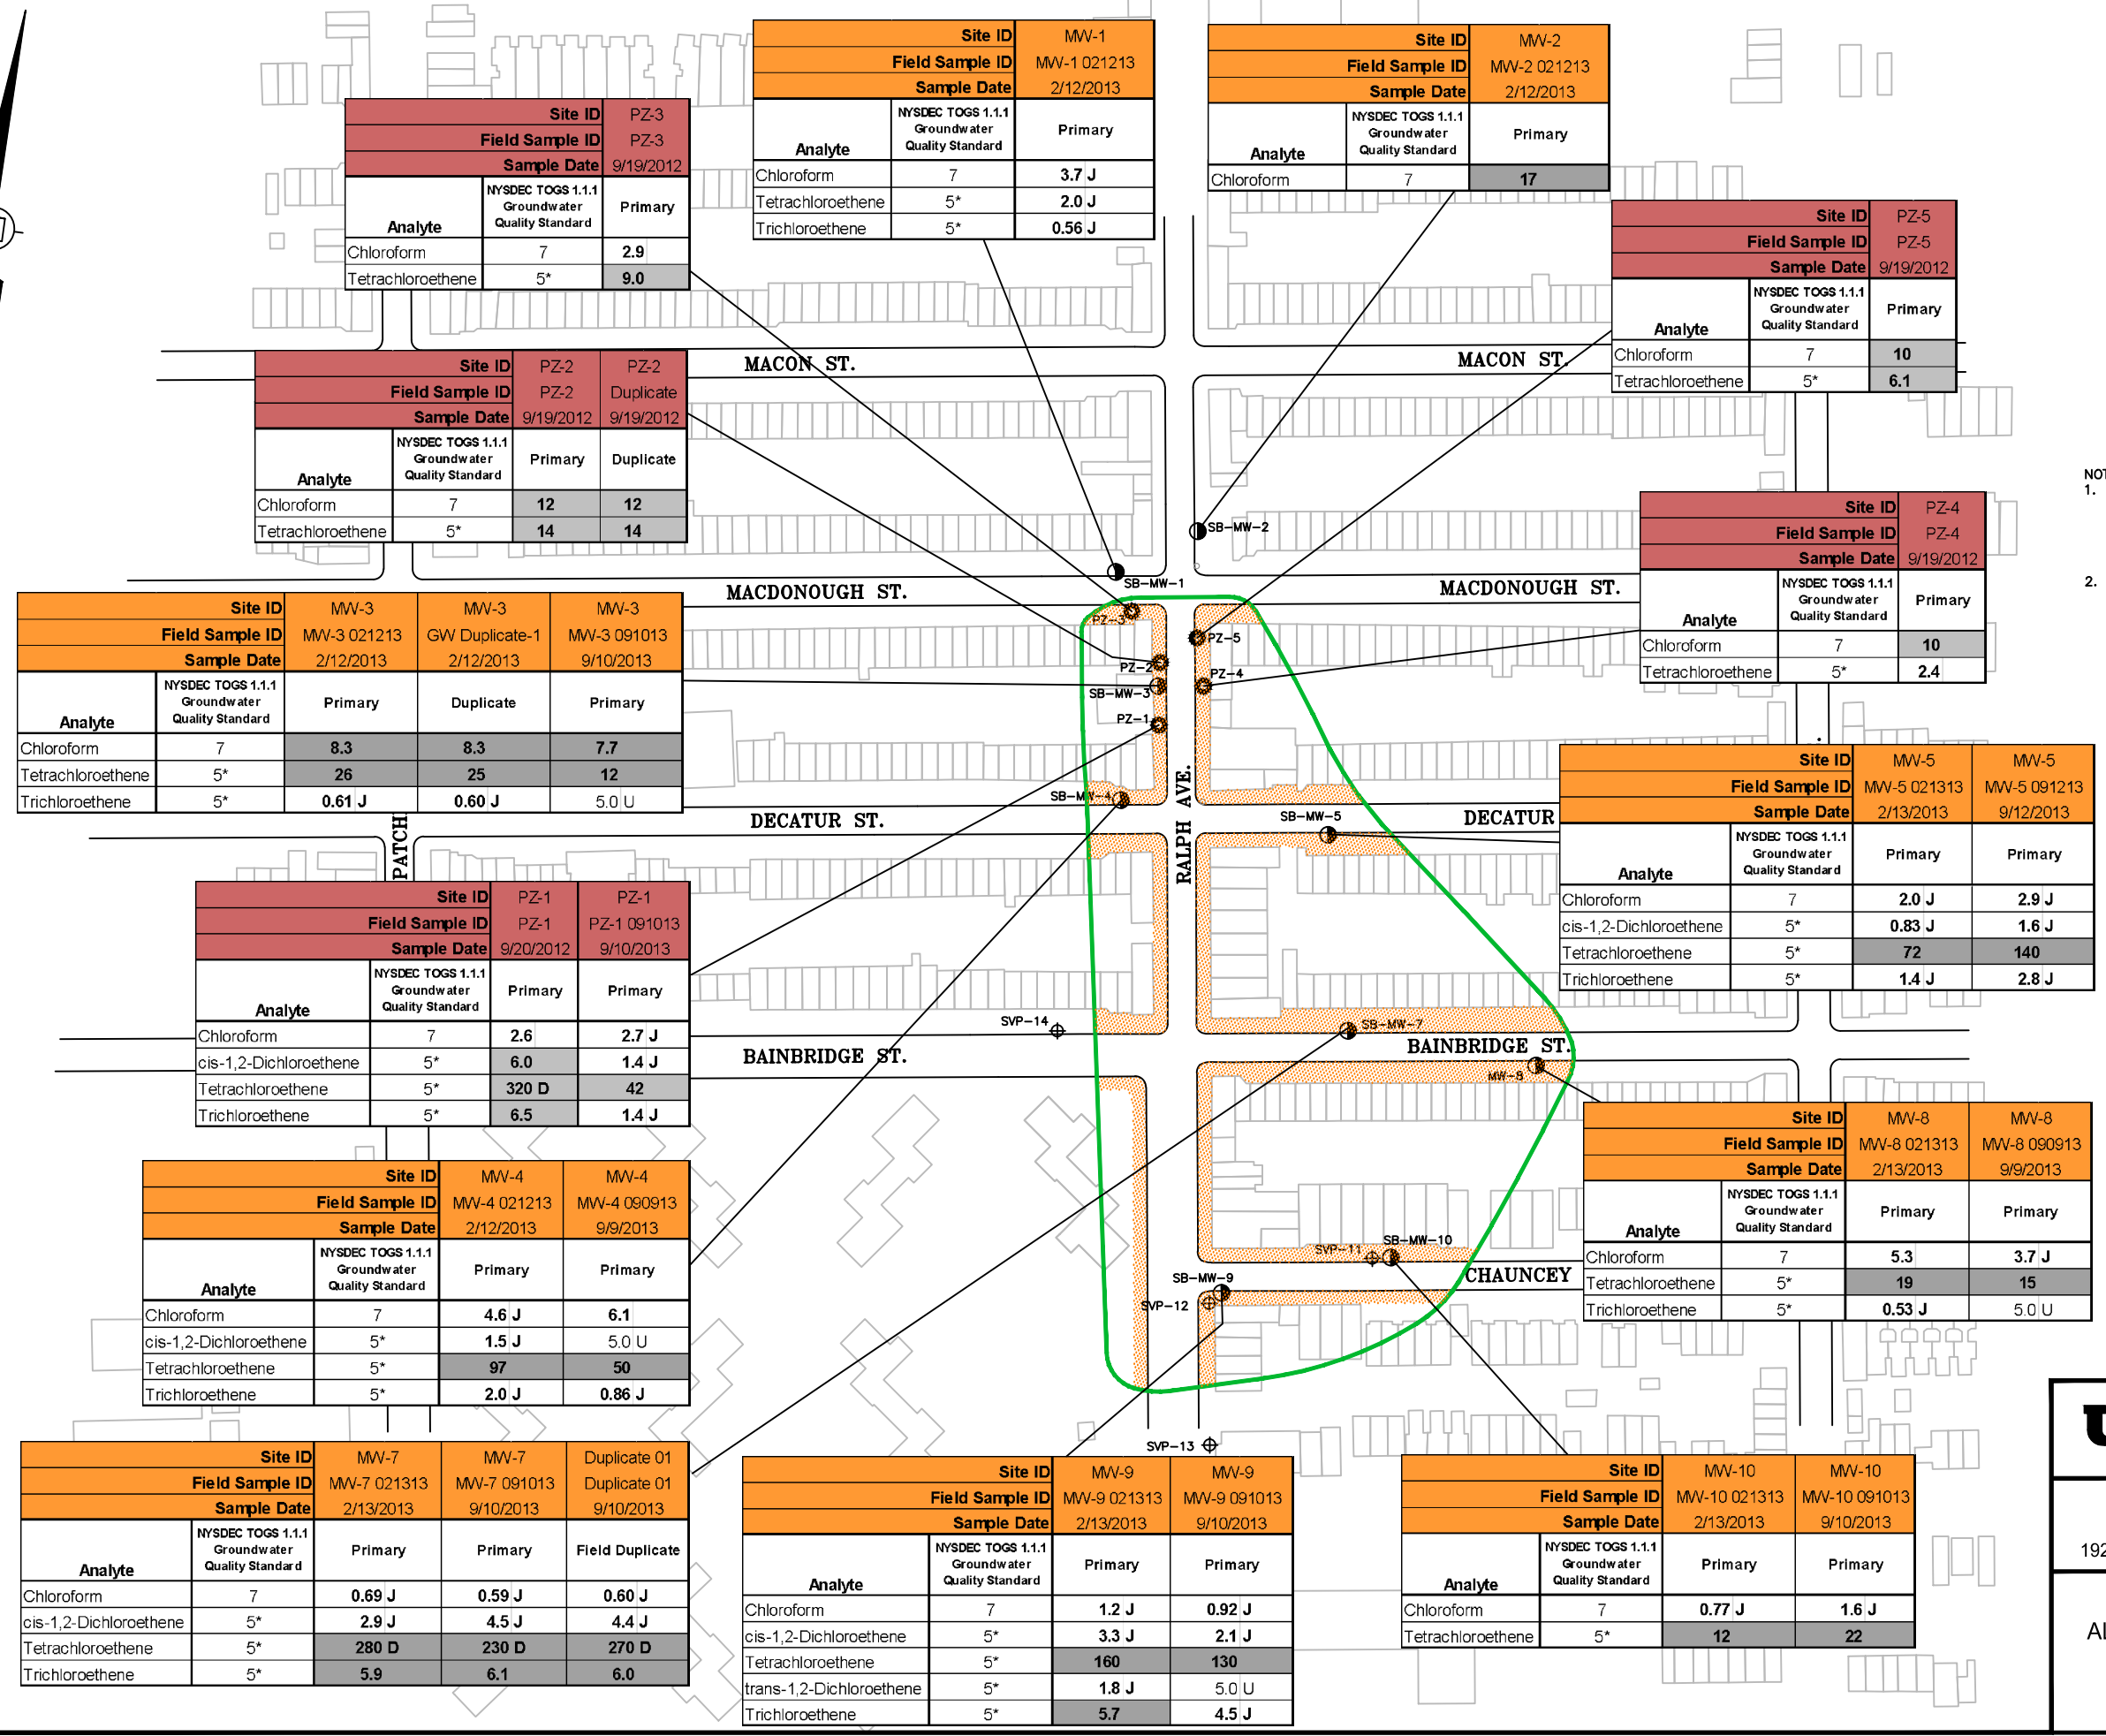 Site ID MW-1
Field Sample ID MW-1 021213
Sample Date 2/12/2013
Analyte NYSDEC TOGS 1.1.1 Groundwater Quality Standard Primary
Chloroform 7 3.7 J
Tetrachloroethene 5* 2.0 J
Trichloroethene 5* 0.56 J
Site ID MW-2
Field Sample ID MW-2 021213
Sample Date 2/12/2013
Analyte NYSDEC TOGS 1.1.1 Groundwater Quality Standard Primary
Chloroform 7 17
Site ID PZ-3
Field Sample ID PZ-3
Sample Date 9/19/2012
Analyte NYSDEC TOGS 1.1.1 Groundwater Quality Standard Primary
Chloroform 7 2.9
Tetrachloroethene 5* 9.0
Site ID PZ-5
Field Sample ID PZ-5
Sample Date 9/19/2012
Analyte NYSDEC TOGS 1.1.1 Groundwater Quality Standard Primary
Chloroform 7 10
Tetrachloroethene 5* 6.1
MACON ST.
MACON ST.
Site ID PZ-2 PZ-2
Field Sample ID PZ-2 Duplicate
Sample Date 9/19/2012 9/19/2012
Analyte NYSDEC TOGS 1.1.1 Groundwater Quality Standard Primary Duplicate
Chloroform 7 12 12
Tetrachloroethene 5* 14 14
NOT
1.
2.
Site ID PZ-4
Field Sample ID PZ-4
Sample Date 9/19/2012
Analyte NYSDEC TOGS 1.1.1 Groundwater Quality Standard Primary
Chloroform 7 10
Tetrachloroethene 5* 2.4
SB-MW-2
SB-MW-1
MACDONOUGH ST.
MACDONOUGH ST.
PZ-3
PZ-5
PZ-2
PZ-4
SB-MW-3
PZ-1
Site ID MW-3 MW-3 MW-3
Field Sample ID MW-3 021213 GW Duplicate-1 MW-3 091013
Sample Date 2/12/2013 2/12/2013 9/10/2013
Analyte NYSDEC TOGS 1.1.1 Groundwater Quality Standard Primary Duplicate Primary
Chloroform 7 8.3 8.3 7.7
Tetrachloroethene 5* 26 25 12
Trichloroethene 5* 0.61 J 0.60 J 5.0 U
SB-MW-4
RALPH AVE.
SB-MW-5
DECATUR ST.
DECATUR
PATCH
Site ID MW-5 MW-5
Field Sample ID MW-5 021313 MW-5 091213
Sample Date 2/13/2013 9/12/2013
Analyte NYSDEC TOGS 1.1.1 Groundwater Quality Standard Primary Primary
Chloroform 7 2.0 J 2.9 J
cis-1,2-Dichloroethene 5* 0.83 J 1.6 J
Tetrachloroethene 5* 72 140
Trichloroethene 5* 1.4 J 2.8 J
Site ID PZ-1 PZ-1
Field Sample ID PZ-1 PZ-1 091013
Sample Date 9/20/2012 9/10/2013
Analyte NYSDEC TOGS 1.1.1 Groundwater Quality Standard Primary Primary
Chloroform 7 2.6 2.7 J
cis-1,2-Dichloroethene 5* 6.0 1.4 J
Tetrachloroethene 5* 320 D 42
Trichloroethene 5* 6.5 1.4 J
SVP-14
SB-MW-7
BAINBRIDGE ST.
BAINBRIDGE ST.
MW-8
Site ID MW-8 MW-8
Field Sample ID MW-8 021313 MW-8 090913
Sample Date 2/13/2013 9/9/2013
Analyte NYSDEC TOGS 1.1.1 Groundwater Quality Standard Primary Primary
Chloroform 7 5.3 3.7 J
Tetrachloroethene 5* 19 15
Trichloroethene 5* 0.53 J 5.0 U
Site ID MW-4 MW-4
Field Sample ID MW-4 021213 MW-4 090913
Sample Date 2/12/2013 9/9/2013
Analyte NYSDEC TOGS 1.1.1 Groundwater Quality Standard Primary Primary
Chloroform 7 4.6 J 6.1
cis-1,2-Dichloroethene 5* 1.5 J 5.0 U
Tetrachloroethene 5* 97 50
Trichloroethene 5* 2.0 J 0.86 J
SVP-11
SB-MW-10
CHAUNCEY
SB-MW-9
SVP-12
SVP-13
Site ID MW-7 MW-7 Duplicate 01
Field Sample ID MW-7 021313 MW-7 091013 Duplicate 01
Sample Date 2/13/2013 9/10/2013 9/10/2013
Analyte NYSDEC TOGS 1.1.1 Groundwater Quality Standard Primary Primary Field Duplicate
Chloroform 7 0.69 J 0.59 J 0.60 J
cis-1,2-Dichloroethene 5* 2.9 J 4.5 J 4.4 J
Tetrachloroethene 5* 280 D 230 D 270 D
Trichloroethene 5* 5.9 6.1 6.0
Site ID MW-9 MW-9
Field Sample ID MW-9 021313 MW-9 091013
Sample Date 2/13/2013 9/10/2013
Analyte NYSDEC TOGS 1.1.1 Groundwater Quality Standard Primary Primary
Chloroform 7 1.2 J 0.92 J
cis-1,2-Dichloroethene 5* 3.3 J 2.1 J
Tetrachloroethene 5* 160 130
trans-1,2-Dichloroethene 5* 1.8 J 5.0 U
Trichloroethene 5* 5.7 4.5 J
Site ID MW-10 MW-10
Field Sample ID MW-10 021313 MW-10 091013
Sample Date 2/13/2013 9/10/2013
Analyte NYSDEC TOGS 1.1.1 Groundwater Quality Standard Primary Primary
Chloroform 7 0.77 J 1.6 J
Tetrachloroethene 5* 12 22
192